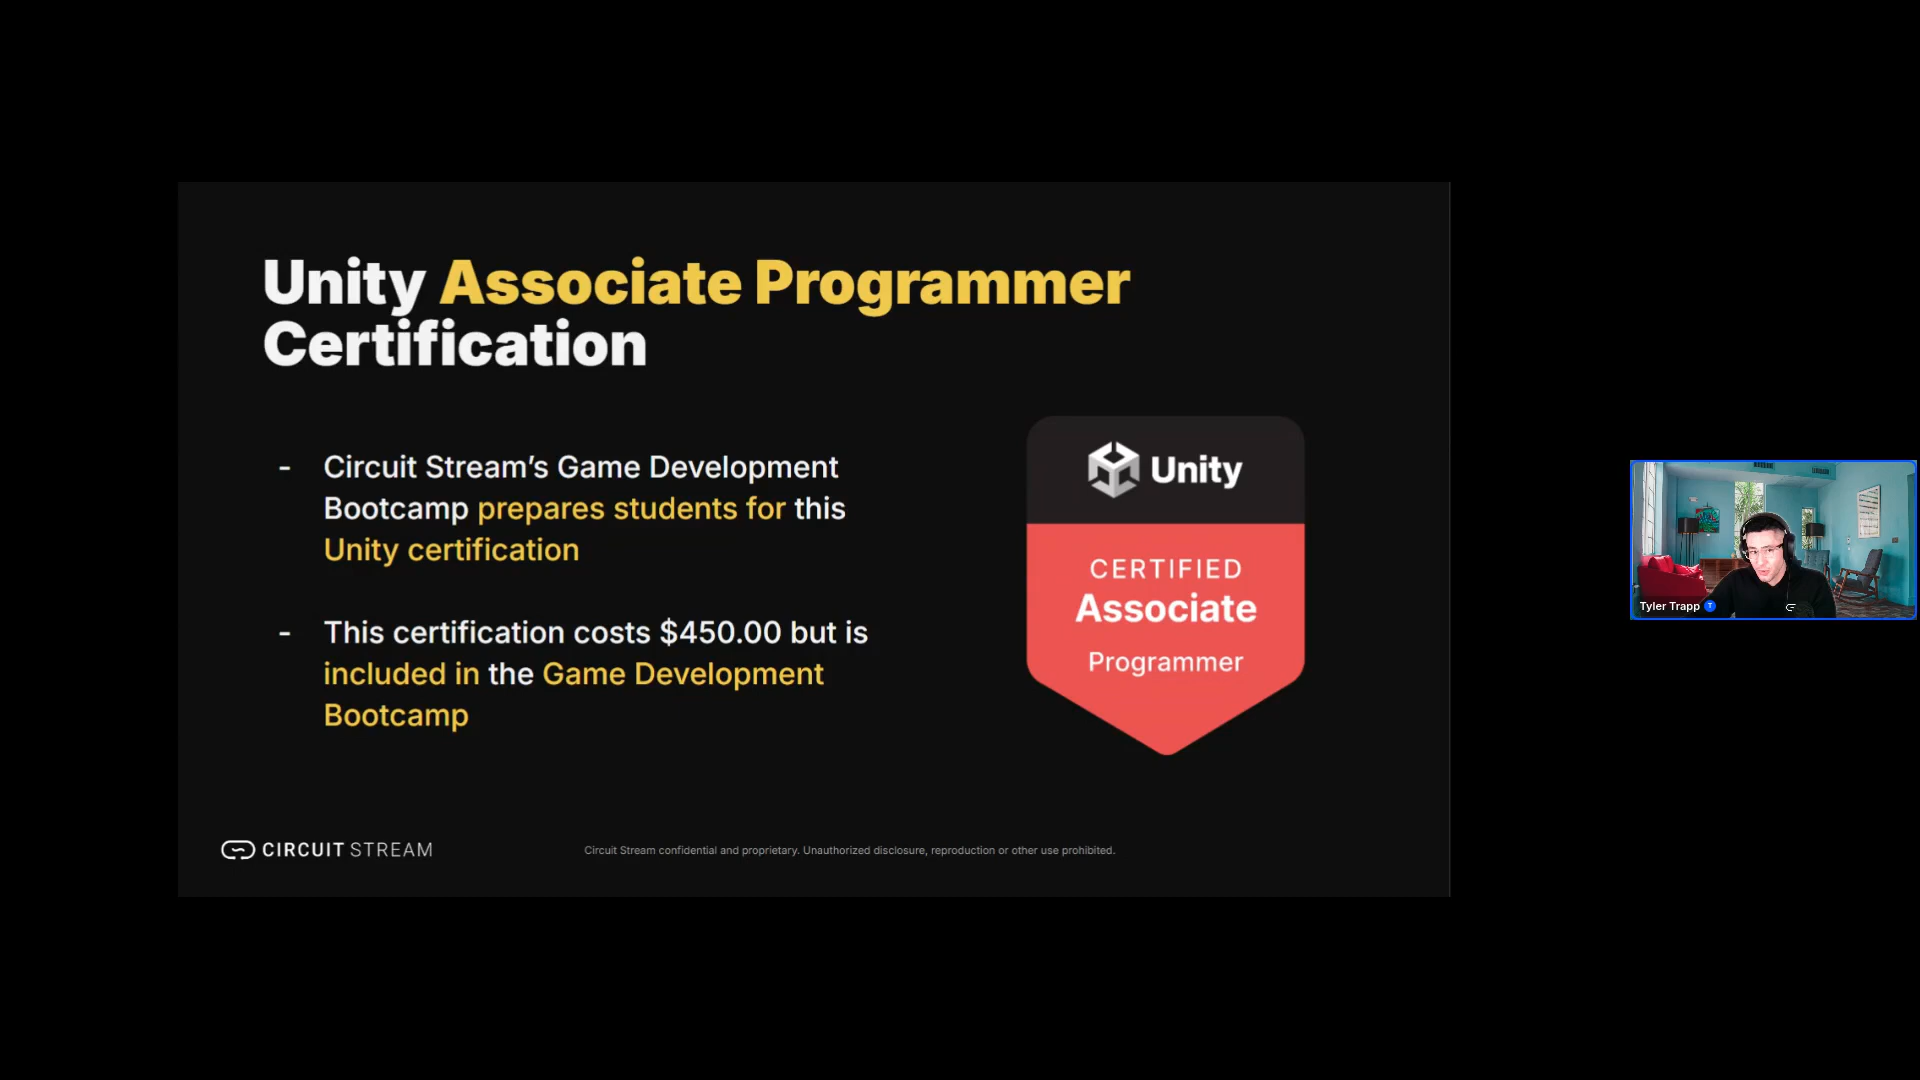 Unity Associate Programmer
Certification
- Circuit Stream’s Game Development
Bootcamp prepares students for this
Unity certification
- This certification costs $450.00 but is
included in the Game Development
Bootcamp
Unity
CERTIFIED
Associate
Programmer
CIRCUIT STREAM
Circuit Stream confidential and proprietary. Unauthorized disclosure, reproduction or other use prohibited.
Tyler Trapp T